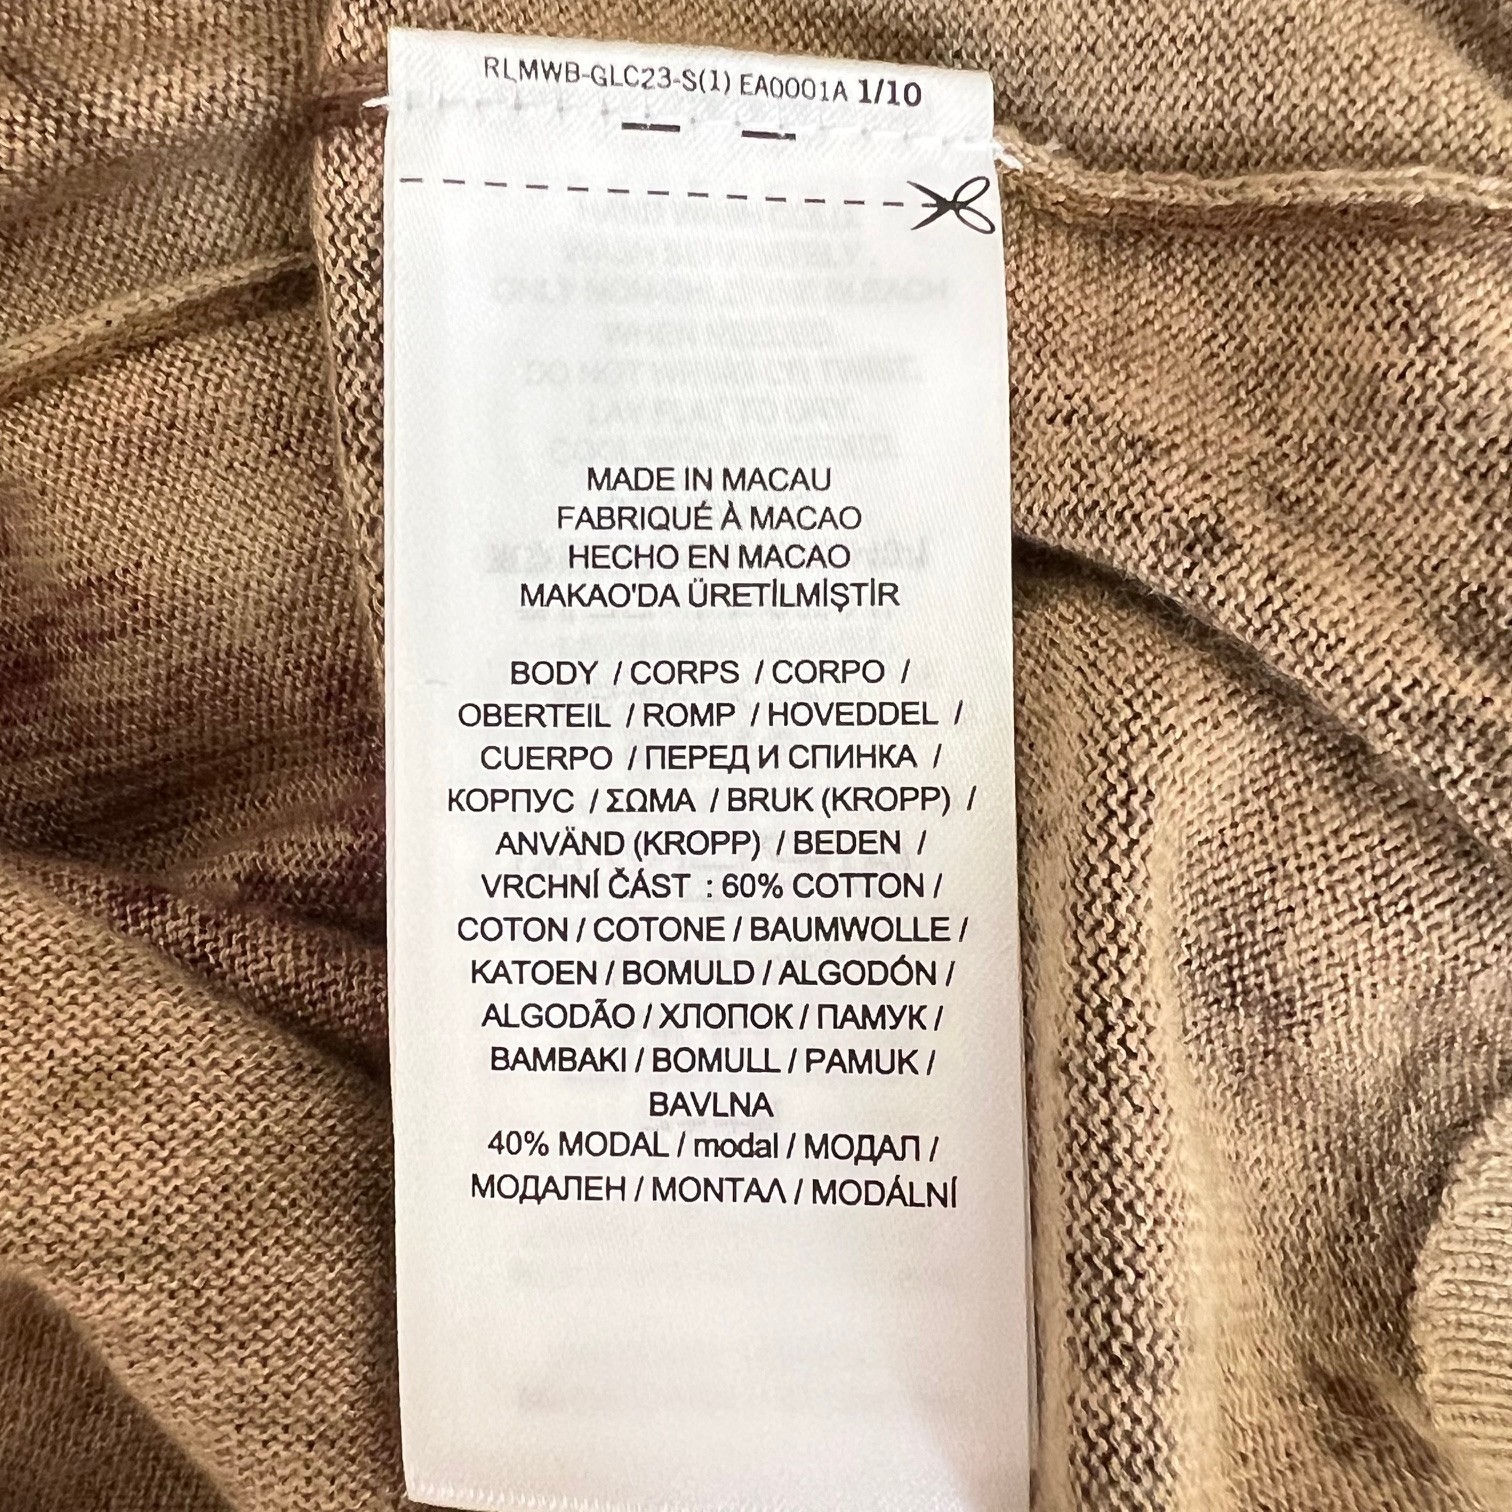 RLMWB-GLC23-S(1) EA0001A 1/10
MADE IN MACAU
FABRIQUÉ À MACAO
HECHO EN MACAO
MAKAO'DA ÜRETİLMİŞTİR
BODY / CORPS / CORPO /
OBERTEIL / ROMP / HOVEDDEL /
CUERPO / ПЕРЕД И СПИНКА /
КОРПУС / ΣΩΜΑ / BRUK (KROPP) /
ANVÄND (KROPP) / BEDEN /
VRCHNÍ ČÁST : 60% COTTON /
COTON / COTONE / BAUMWOLLE /
KATOEN / BOMULD / ALGODÓN /
ALGODÃO / ХЛОПОК / ПАМУК /
BAMBAKI / BOMULL / PAMUK /
BAVLNA
40% MODAL / modal / МОДАЛ /
МОДАЛЕН / ΜΟΝΤΑΛ / MODÁLNÍ